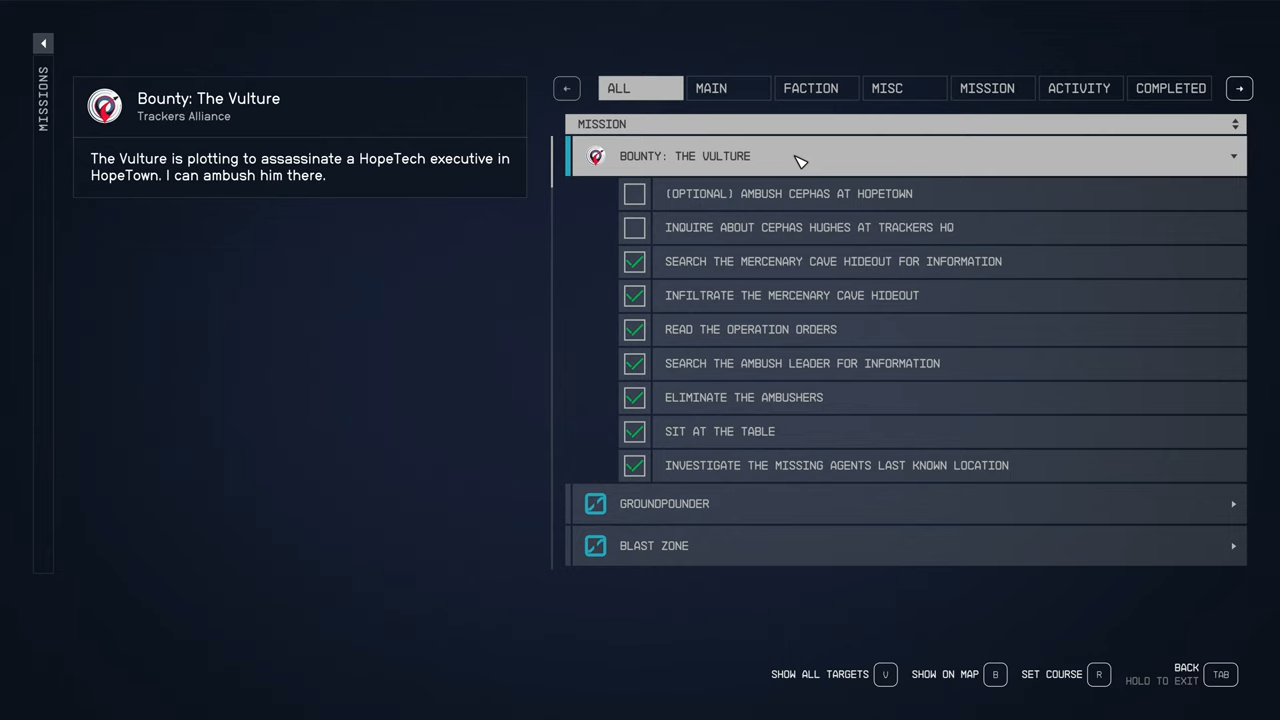 MISSIONS
Bounty: The Vulture
Trackers Alliance
The Vulture is plotting to assassinate a HopeTech executive in
HopeTown. I can ambush him there.
ALL MAIN FACTION MISC MISSION ACTIVITY COMPLETED
MISSION
BOUNTY: THE VULTURE
(OPTIONAL) AMBUSH CEPHAS AT HOPETOWN
INQUIRE ABOUT CEPHAS HUGHES AT TRACKERS HQ
SEARCH THE MERCENARY CAVE HIDEOUT FOR INFORMATION
INFILTRATE THE MERCENARY CAVE HIDEOUT
READ THE OPERATION ORDERS
SEARCH THE AMBUSH LEADER FOR INFORMATION
ELIMINATE THE AMBUSHERS
SIT AT THE TABLE
INVESTIGATE THE MISSING AGENTS LAST KNOWN LOCATION
GROUNDPOUNDER
BLAST ZONE
SHOW ALL TARGETS V SHOW ON MAP B SET COURSE R BACK TAB
HOLD TO EXIT